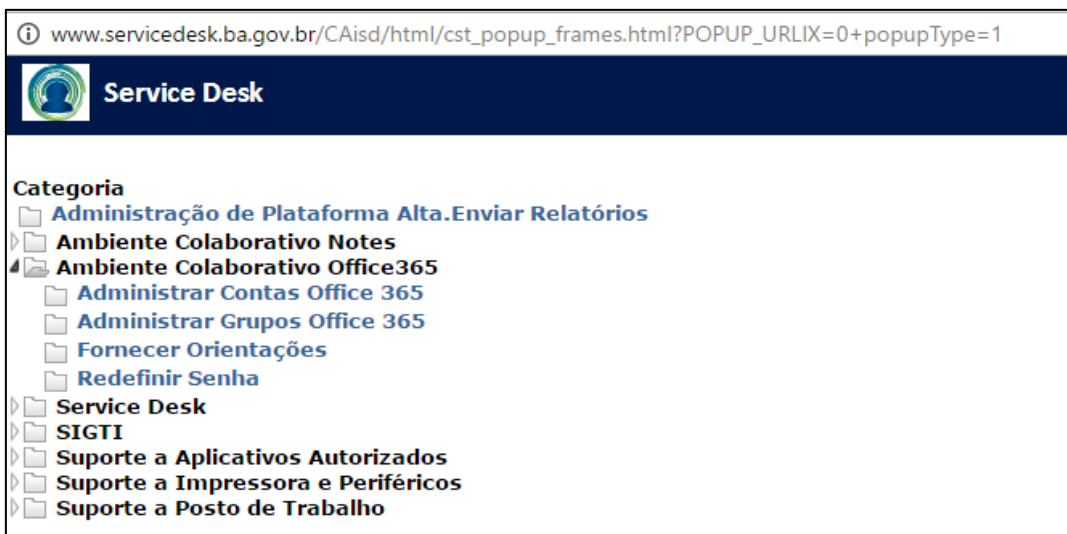 www.servicedesk.ba.gov.br/CAisd/html/cst_popup_frames.html?POPUP_URLIX=0+popupType=1
Service Desk
Categoria
Administração de Plataforma Alta.Enviar Relatórios
Ambiente Colaborativo Notes
Ambiente Colaborativo Office365
Administrar Contas Office 365
Administrar Grupos Office 365
Fornecer Orientações
Redefinir Senha
Service Desk
SIGTI
Suporte a Aplicativos Autorizados
Suporte a Impressora e Periféricos
Suporte a Posto de Trabalho